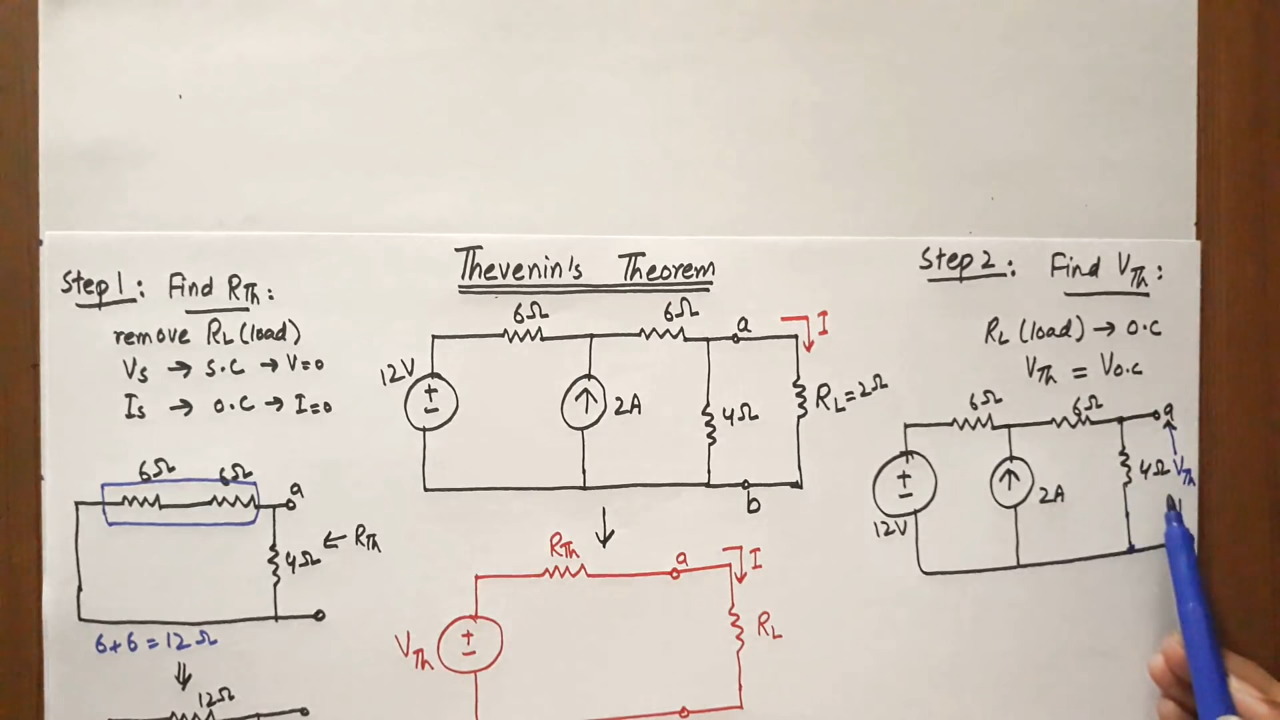 Thevenin's Theorem
Step 1: Find RTh:
remove RL (load)
Vs → S.C → V=0
Is → O.C → I=0
6Ω 6Ω
a
4Ω ← RTh
6+6=12Ω
12Ω
6Ω 6Ω
a
I
12V
2A
4Ω
RL=2Ω
b
RTh
a
I
VTh
RL
Step 2: Find VTh:
RL (load) → O.C
VTh = VO.C
6Ω 6Ω
a
4Ω VTh
2A
12V